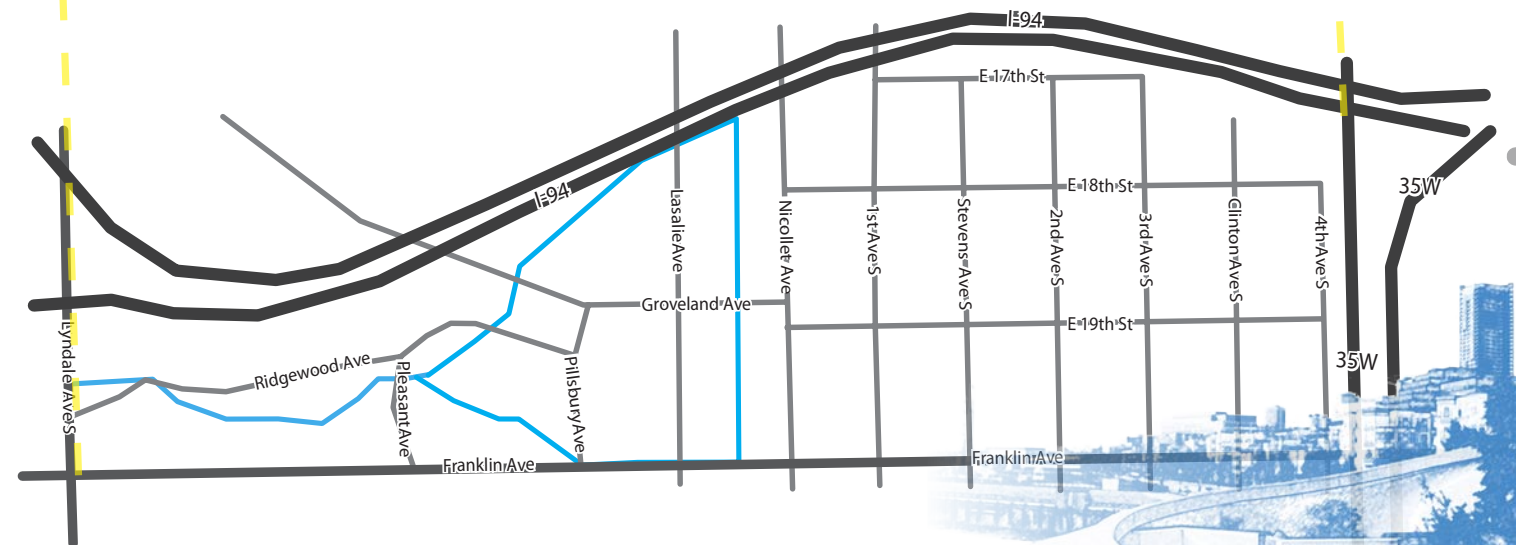 I-94
E 17th St
E 18th St
35W
I-94
Lasalle Ave
Nicollet Ave
1st Ave S
Stevens Ave S
2nd Ave S
3rd Ave S
Clinton Ave S
4th Ave S
Groveland Ave
E 19th St
Lyndale Ave S
Ridgewood Ave
Pleasant Ave
Pillsbury Ave
35W
Franklin Ave
Franklin Ave